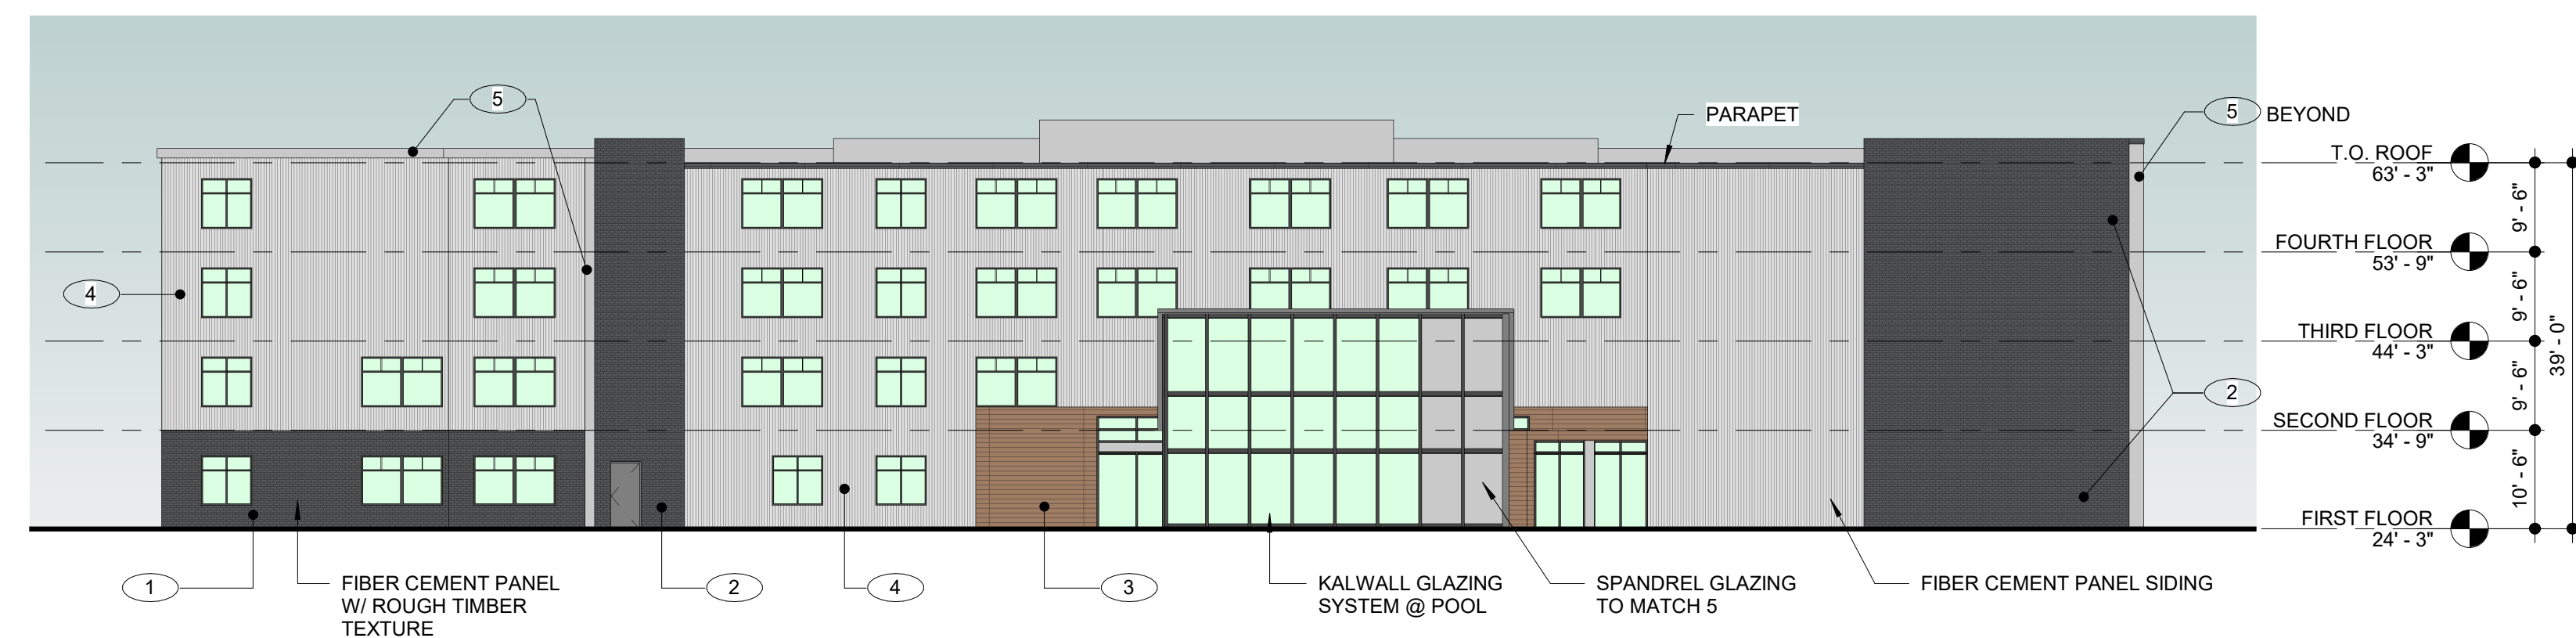 5
PARAPET
5 BEYOND
T.O. ROOF
63' - 3"
9' - 6"
FOURTH FLOOR
53' - 9"
4
9' - 6"
THIRD FLOOR
44' - 3"
39' - 0"
9' - 6"
2
SECOND FLOOR
34' - 9"
10' - 6"
FIRST FLOOR
24' - 3"
1
FIBER CEMENT PANEL
W/ ROUGH TIMBER
TEXTURE
2
4
3
KALWALL GLAZING
SYSTEM @ POOL
SPANDREL GLAZING
TO MATCH 5
FIBER CEMENT PANEL SIDING